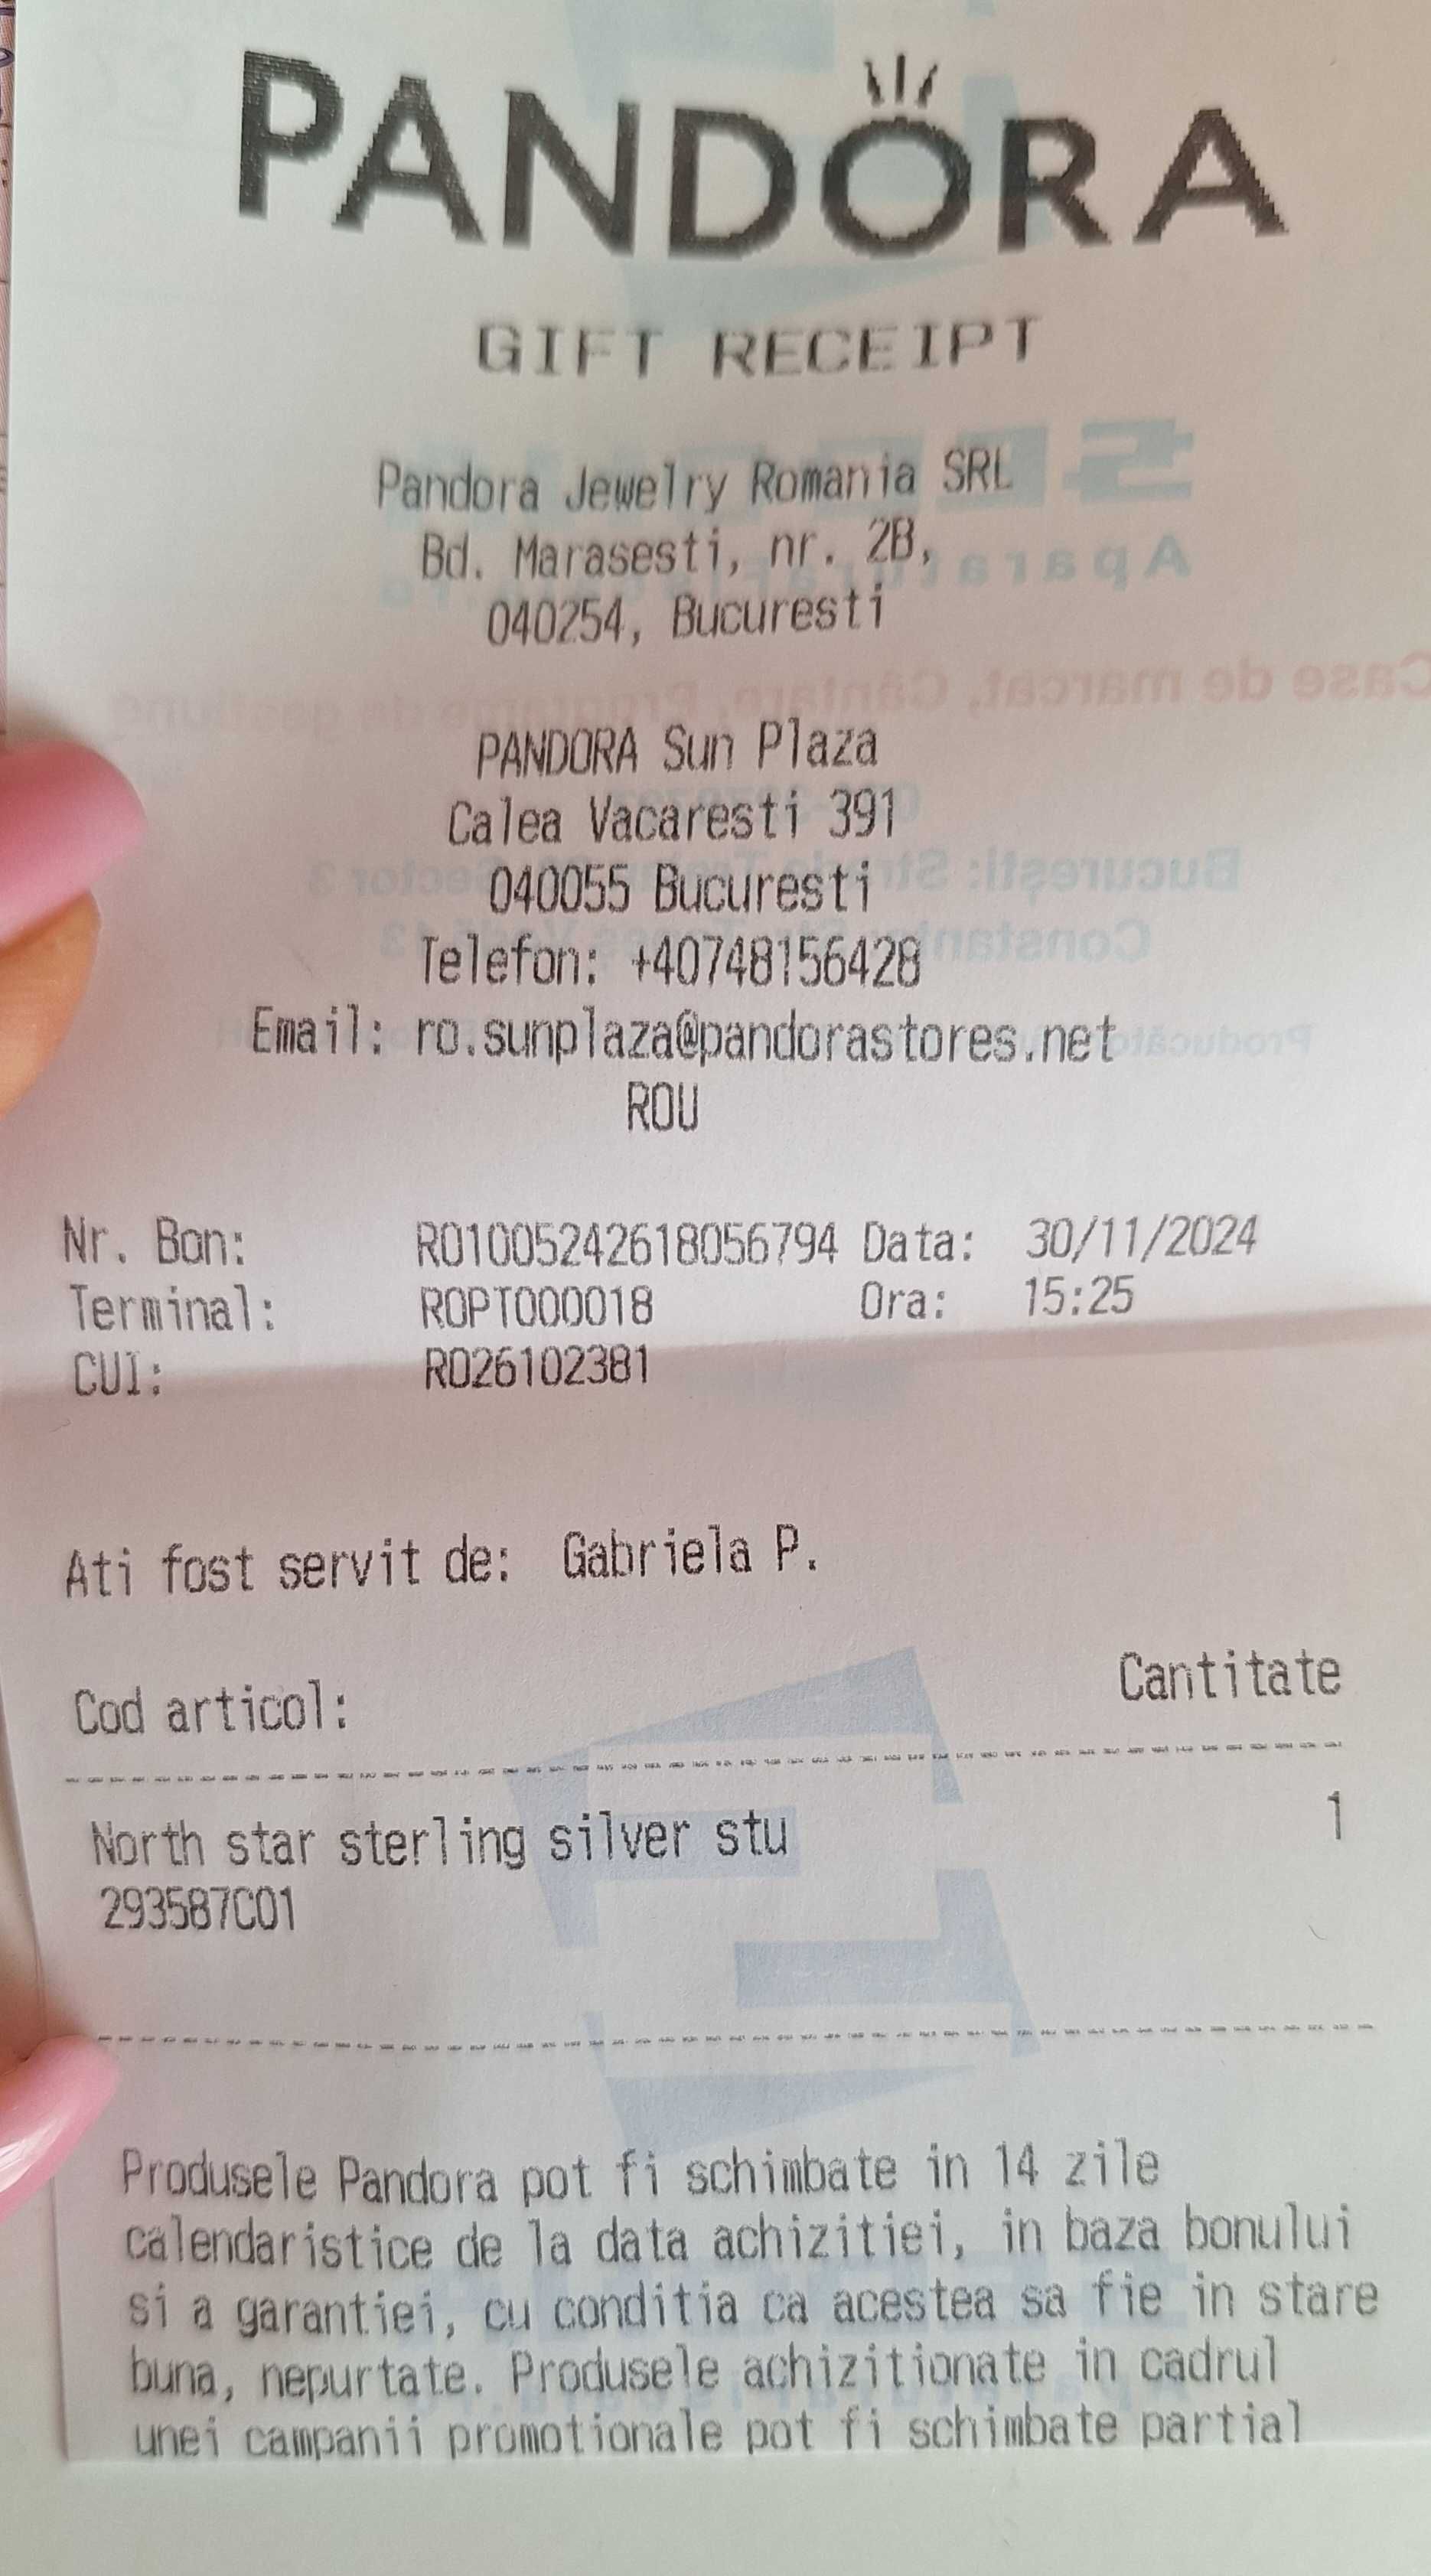 PANDORA
GIFT RECEIPT
Pandora Jewelry Romania SRL
Bd. Marasesti, nr. 2B,
040254, Bucuresti
PANDORA Sun Plaza
Calea Vacaresti 391
040055 Bucuresti
Telefon: +40748156428
Email: ro.sunplaza@pandorastores.net
ROU
Nr. Bon: RO1005242618056794 Data: 30/11/2024
Terminal: ROPT000018 Ora: 15:25
CUI: RO26102381
Ati fost servit de: Gabriela P.
Cod articol: Cantitate
North star sterling silver stu 1
293587C01
Produsele Pandora pot fi schimbate in 14 zile
calendaristice de la data achizitiei, in baza bonului
si a garantiei, cu conditia ca acestea sa fie in stare
buna, nepurtate. Produsele achizitionate in cadrul
unei campanii promotionale pot fi schimbate partial